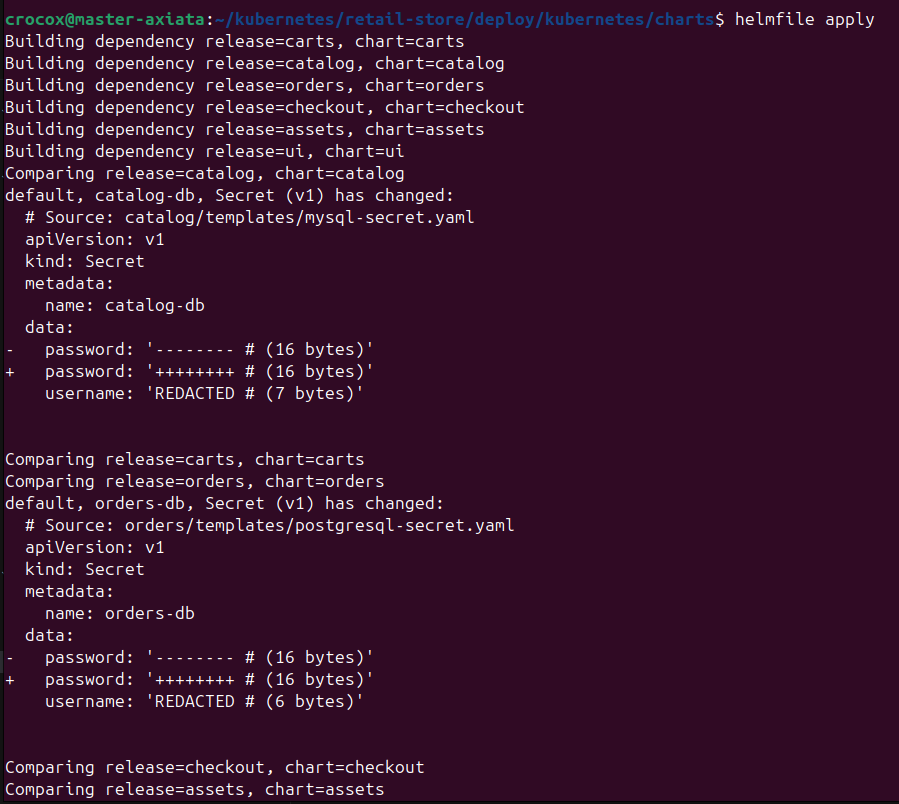 crocox@master-axiata:~/kubernetes/retail-store/deploy/kubernetes/charts$ helmfile apply
Building dependency release=carts, chart=carts
Building dependency release=catalog, chart=catalog
Building dependency release=orders, chart=orders
Building dependency release=checkout, chart=checkout
Building dependency release=assets, chart=assets
Building dependency release=ui, chart=ui
Comparing release=catalog, chart=catalog
default, catalog-db, Secret (v1) has changed:
  # Source: catalog/templates/mysql-secret.yaml
  apiVersion: v1
  kind: Secret
  metadata:
    name: catalog-db
  data:
-   password: '-------- # (16 bytes)'
+   password: '++++++++ # (16 bytes)'
    username: 'REDACTED # (7 bytes)'
Comparing release=carts, chart=carts
Comparing release=orders, chart=orders
default, orders-db, Secret (v1) has changed:
  # Source: orders/templates/postgresql-secret.yaml
  apiVersion: v1
  kind: Secret
  metadata:
    name: orders-db
  data:
-   password: '-------- # (16 bytes)'
+   password: '++++++++ # (16 bytes)'
    username: 'REDACTED # (6 bytes)'
Comparing release=checkout, chart=checkout
Comparing release=assets, chart=assets